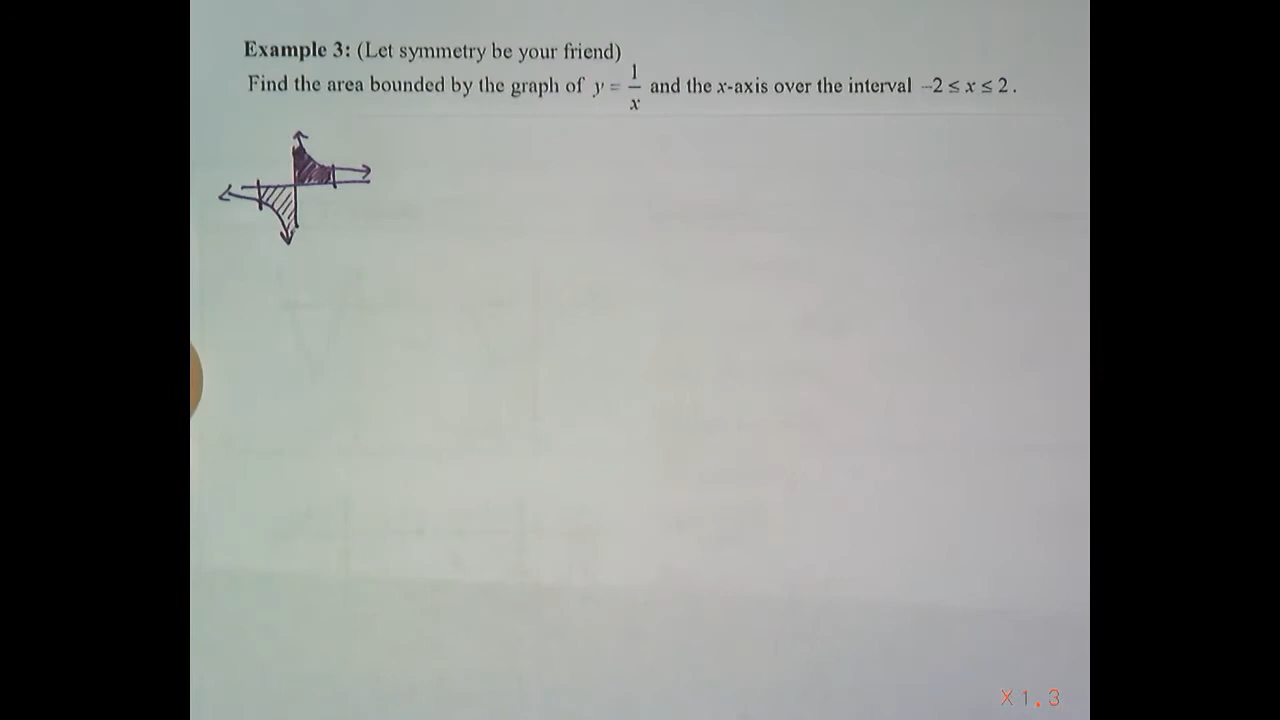 Example 3: (Let symmetry be your friend)
Find the area bounded by the graph of y = 1/x and the x-axis over the interval −2 ≤ x ≤ 2.
X1.3